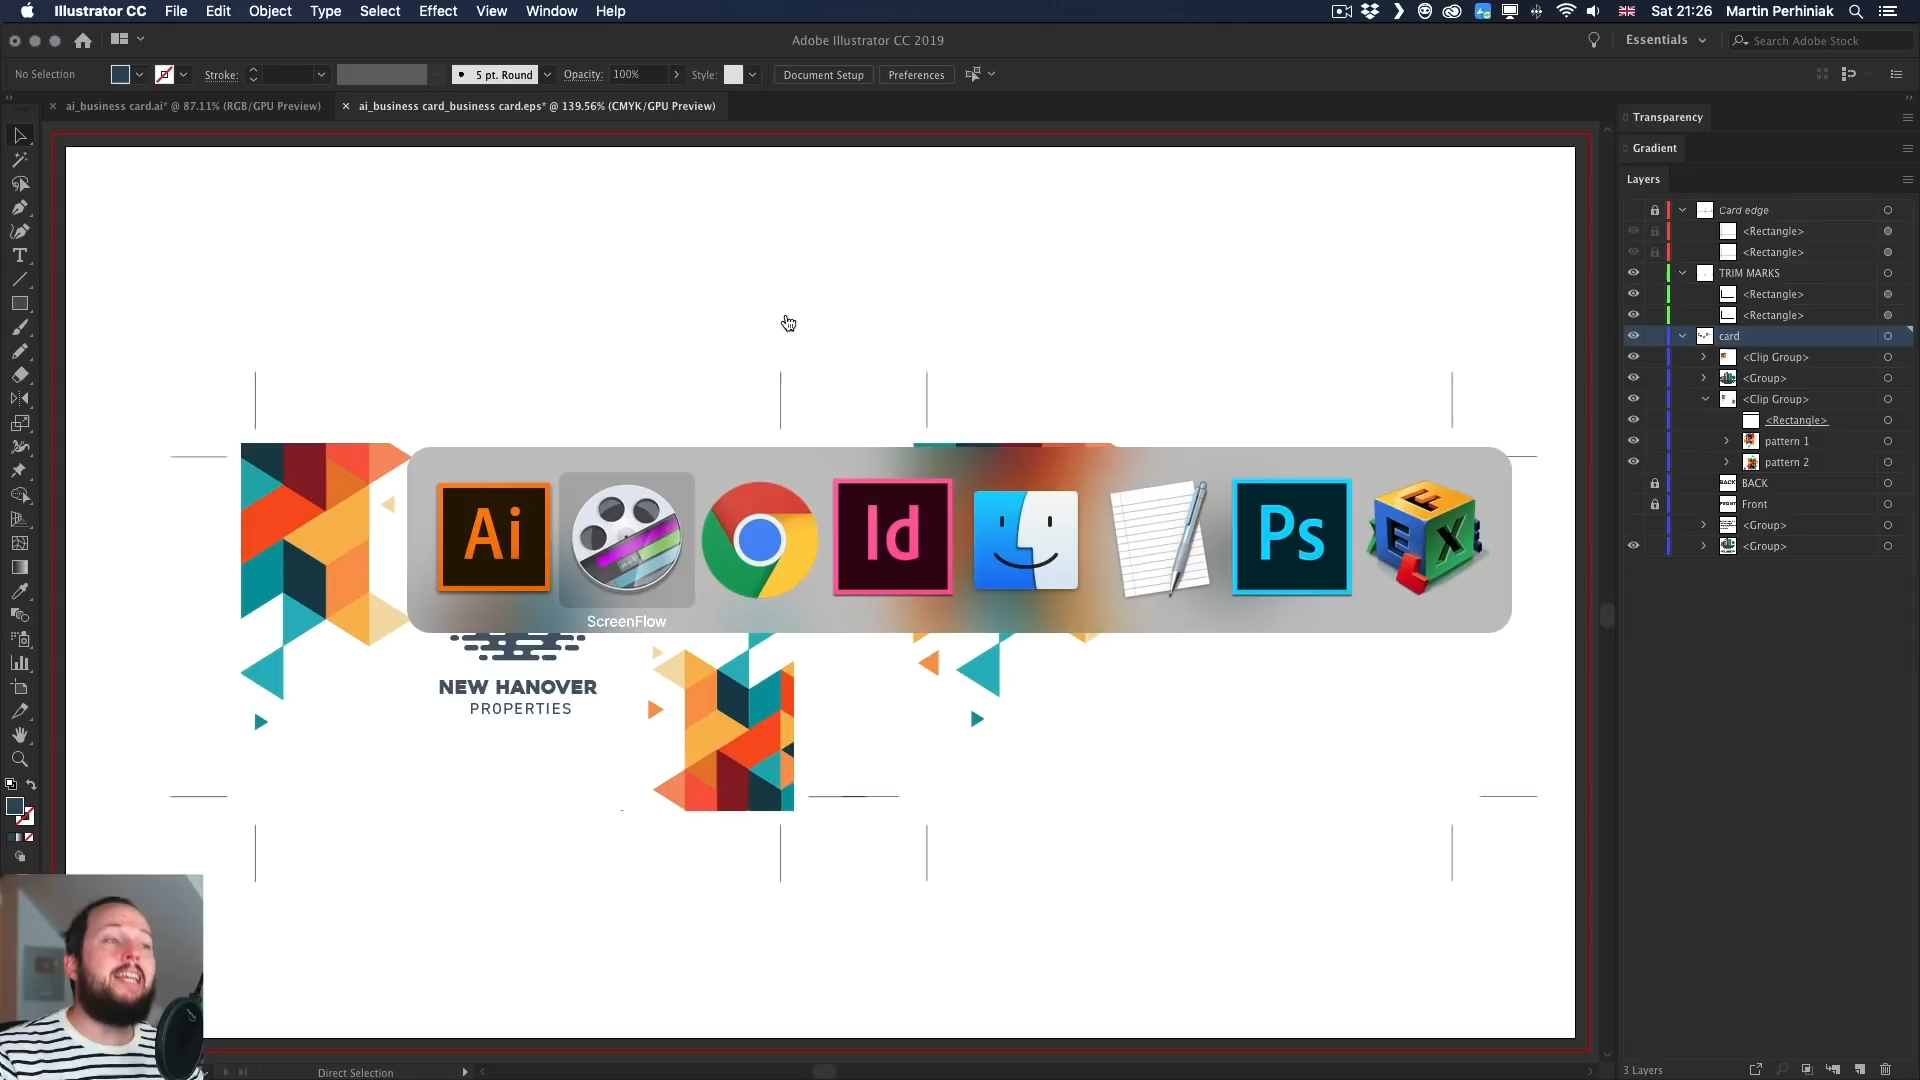 Illustrator CC File Edit Object Type Select Effect View Window Help Sat 21:26 Martin Perhiniak
Adobe Illustrator CC 2019 Essentials Search Adobe Stock
No Selection Stroke: 5 pt. Round Opacity: 100% Style: Document Setup Preferences
ai_business card.ai* @ 87.11% (RGB/GPU Preview) ai_business card_business card.eps* @ 139.56% (CMYK/GPU Preview)
Transparency
Gradient
Layers
Card edge
<Rectangle>
<Rectangle>
TRIM MARKS
<Rectangle>
<Rectangle>
card
<Clip Group>
<Group>
<Clip Group>
<Rectangle>
pattern 1
pattern 2
BACK BACK
FRONT Front
<Group>
<Group>
Ai Id Ps FEX
ScreenFlow
NEW HANOVER
PROPERTIES
Direct Selection
3 Layers